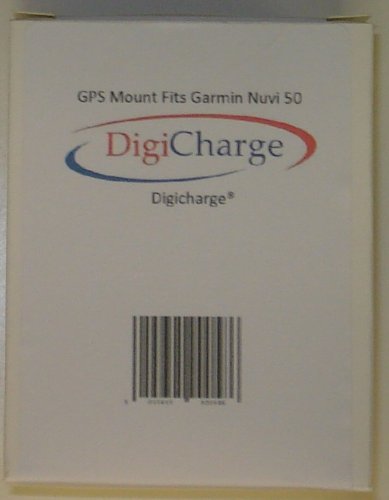 GPS Mount Fits Garmin Nuvi 50
DigiCharge
Digicharge®